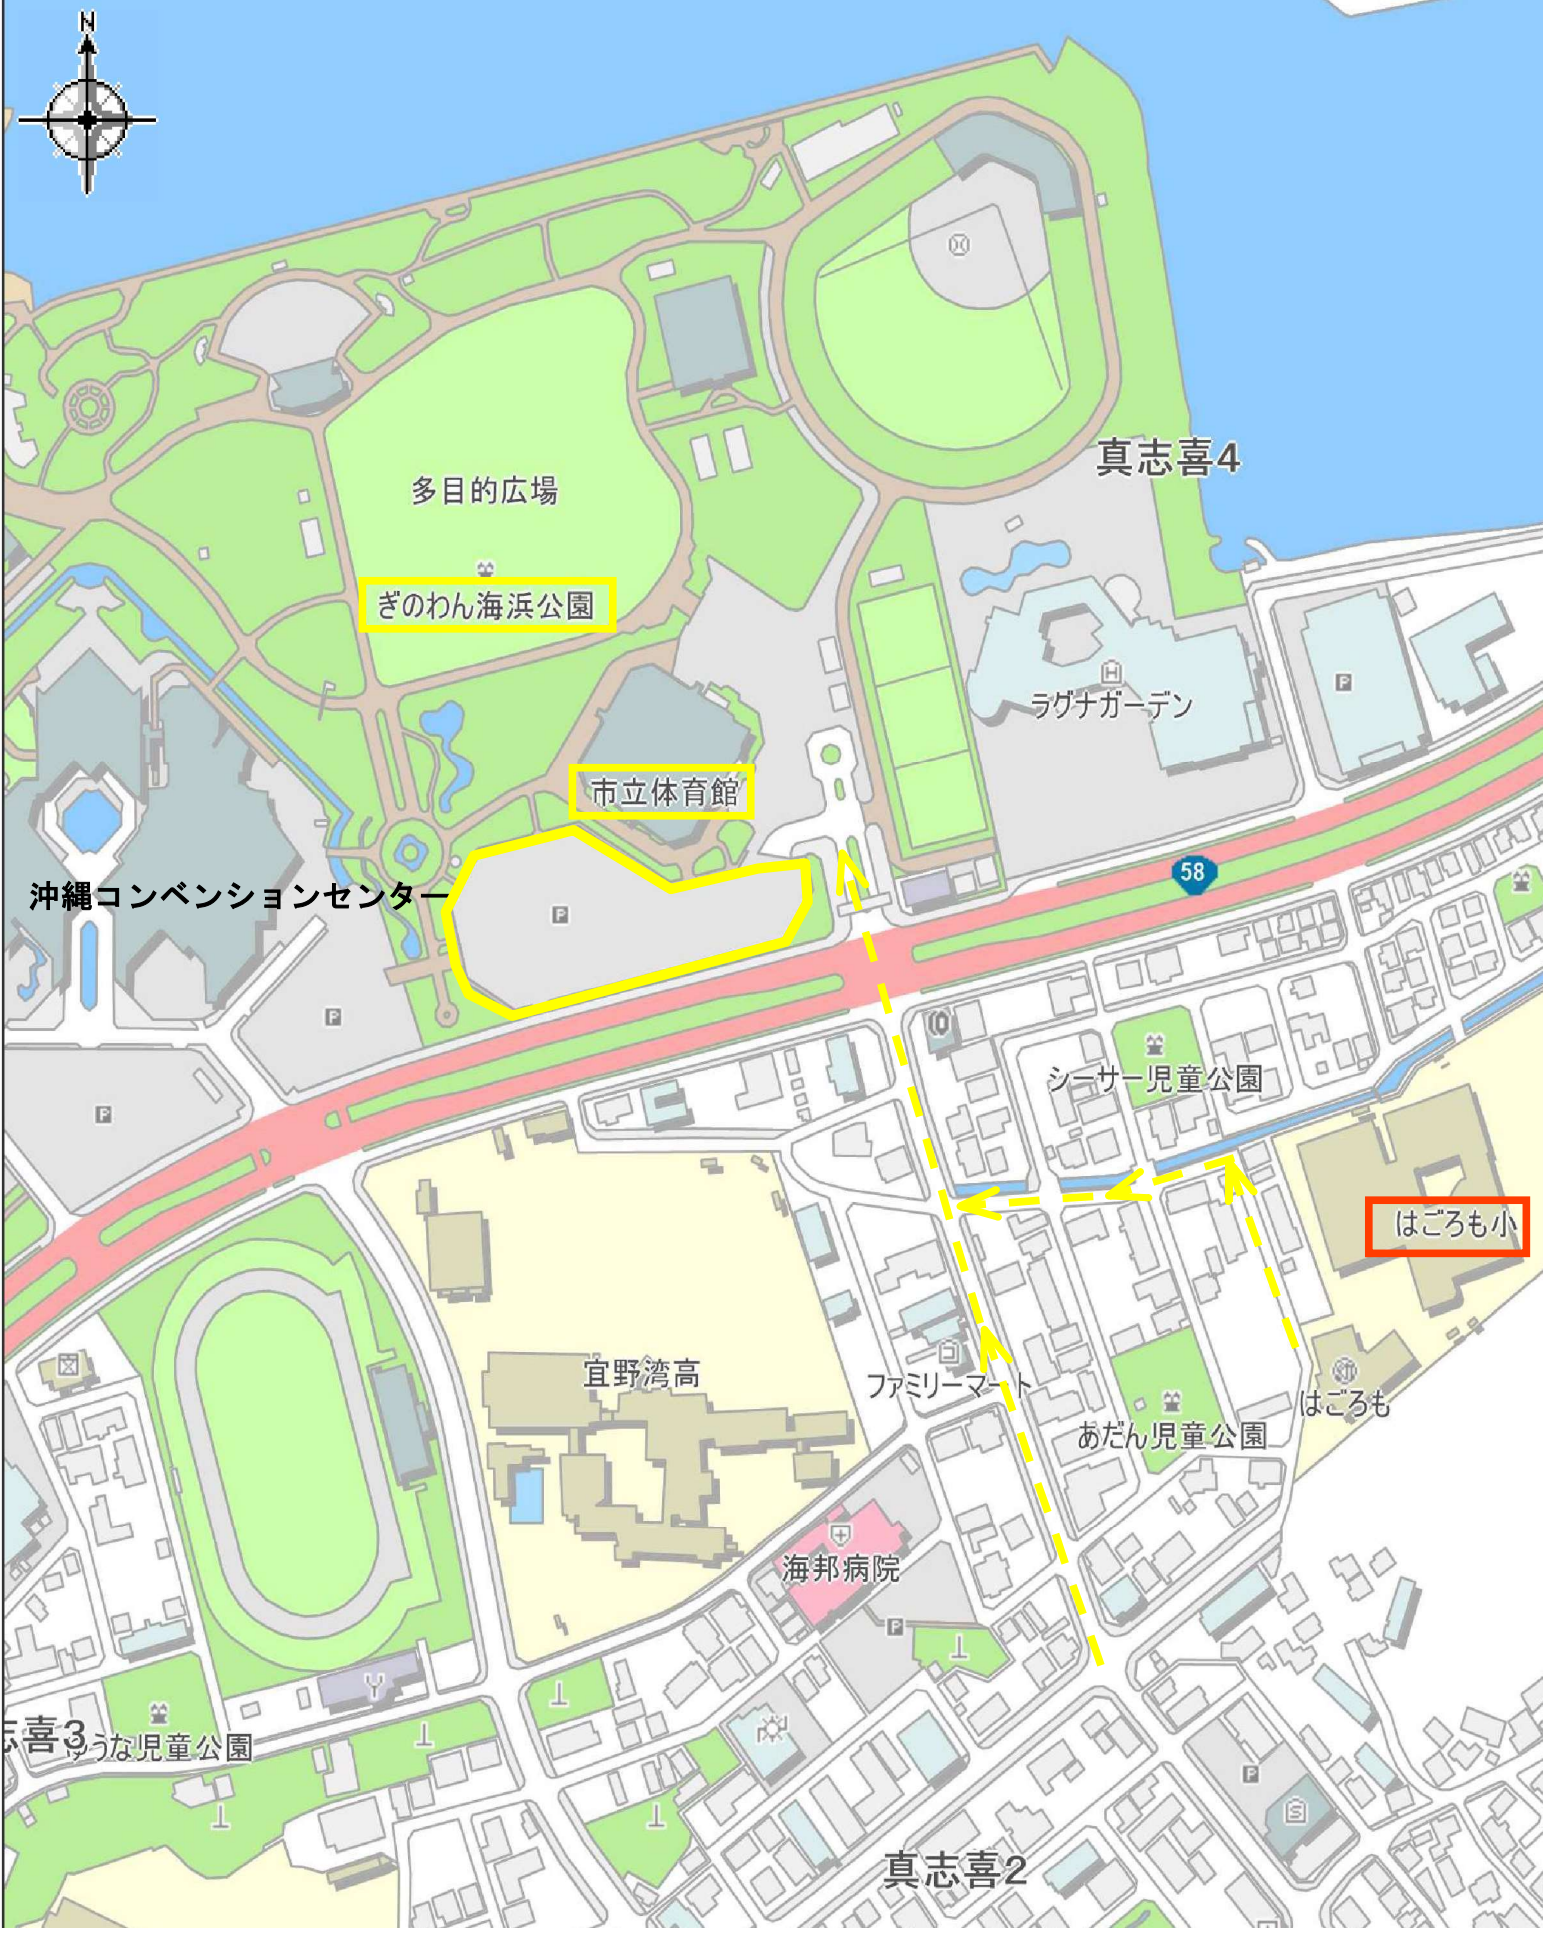 N
真志喜4
多目的広場
ぎのわん海浜公園
H
ラグナガーデン
P
市立体育館
58
沖縄コンベンションセンター
P
P
P
シーサー児童公園
はごろも小
宜野湾高
ファミリーマート
はごろも
あだん児童公園
海邦病院
P
志喜3
ゆうな児童公園
P
S
真志喜2